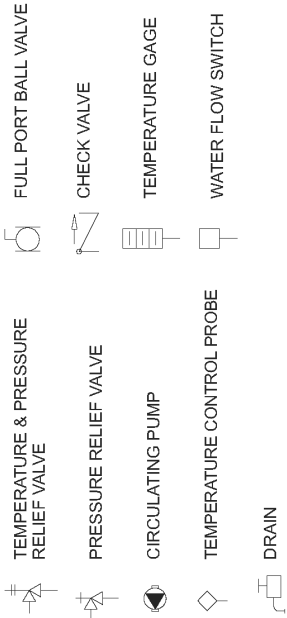 TEMPERATURE & PRESSURE
RELIEF VALVE
PRESSURE RELIEF VALVE
CIRCULATING PUMP
TEMPERATURE CONTROL PROBE
DRAIN
FULL PORT BALL VALVE
CHECK VALVE
TEMPERATURE GAGE
WATER FLOW SWITCH